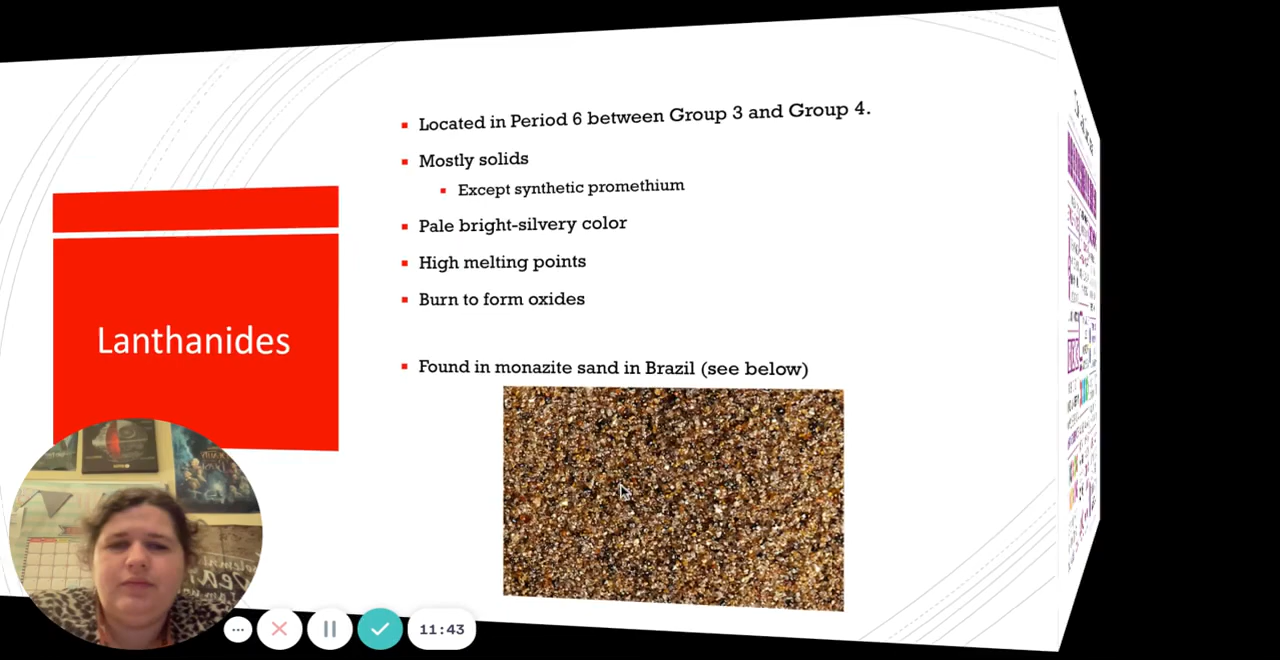 Located in Period 6 between Group 3 and Group 4.
Mostly solids
Except synthetic promethium
Pale bright-silvery color
High melting points
Burn to form oxides
Lanthanides
Found in monazite sand in Brazil (see below)
11:43